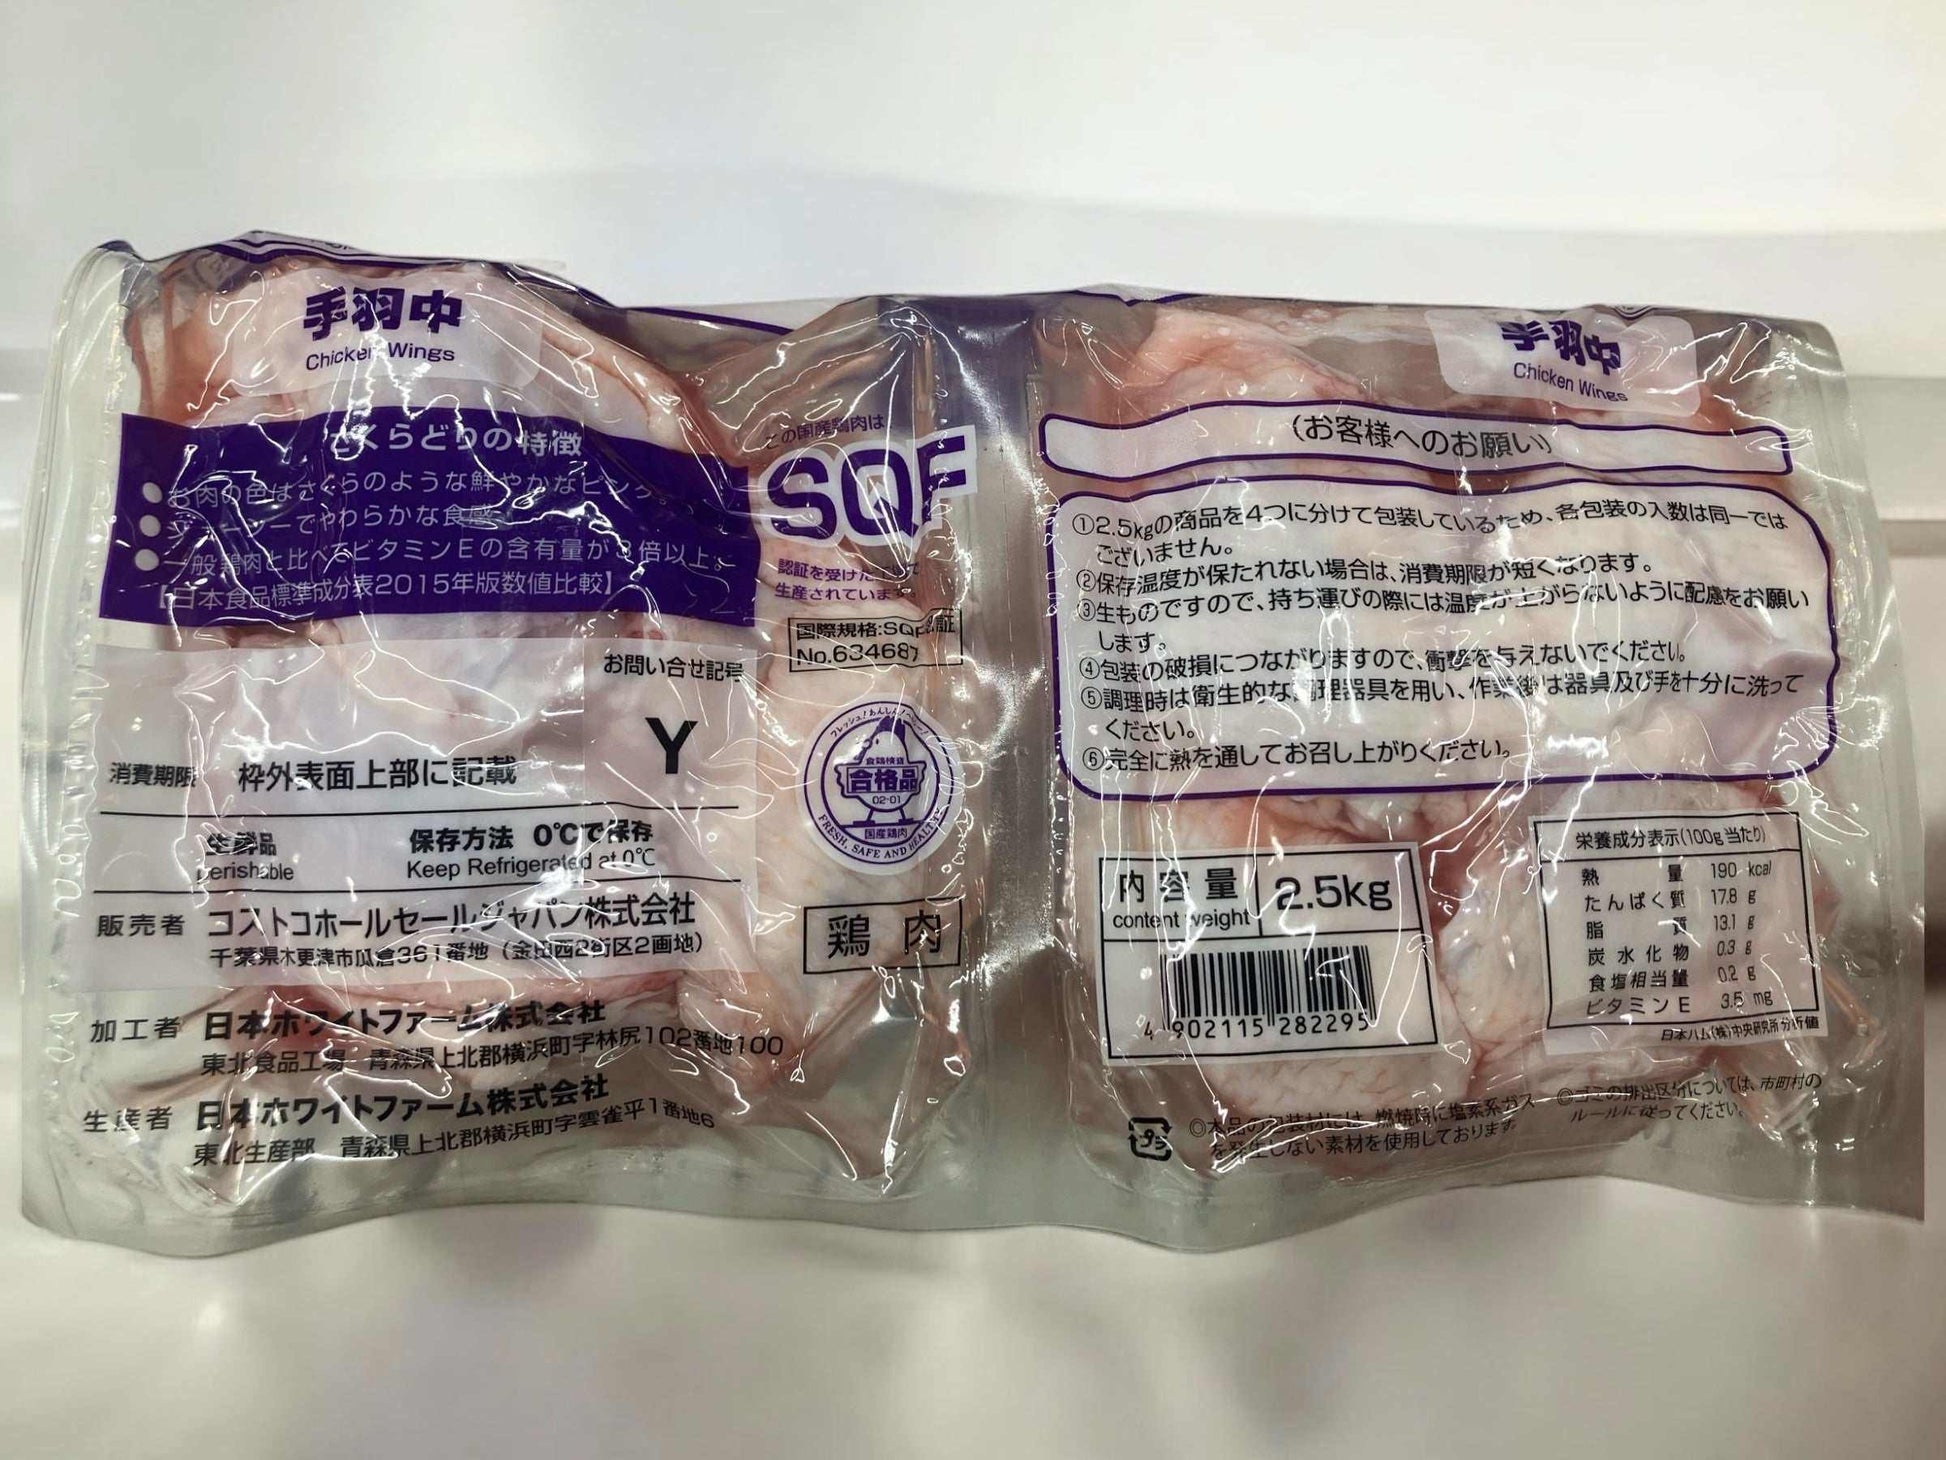 手羽中
Chicken Wings
さくらどりの特徴
●お肉の色はさくらのような鮮やかなピンク。
●ジューシーでやわらかな食感
●一般鶏肉と比べてビタミンEの含有量が3倍以上。
【日本食品標準成分表2015年版数値比較】
お問い合せ記号
Y
消費期限 枠外表面上部に記載
生鮮品 保存方法 0℃で保存
perishable Keep Refrigerated at 0℃
販売者 コストコホールセールジャパン株式会社
千葉県木更津市瓜倉361番地(金田西2街区2画地)
加工者 日本ホワイトファーム株式会社
東北食品工場 青森県上北郡横浜町字林尻102番地100
生産者 日本ホワイトファーム株式会社
東北生産部 青森県上北郡横浜町字雲雀平1番地6
この国産鶏肉は
SQF
認証を受けた工場で
生産されています。
国際規格:SQF認証
No.634687
フレッシュ!あんしん!ヘルシー!
食鶏検査
合格品
02-01
国産鶏肉
FRESH, SAFE AND HEALTHY
鶏肉
手羽中
Chicken Wings
(お客様へのお願い)
①2.5kgの商品を4つに分けて包装しているため、各包装の入数は同一では
ございません。
②保存温度が保たれない場合は、消費期限が短くなります。
③生ものですので、持ち運びの際には温度が上がらないように配慮をお願い
します。
④包装の破損につながりますので、衝撃を与えないでください。
⑤調理時は衛生的な調理器具を用い、作業後は器具及び手を十分に洗って
ください。
⑥完全に熱を通してお召し上がりください。
内容量 2.5kg
content weight
4 902115 282295
栄養成分表示(100g当たり)
熱量 190 kcal
たんぱく質 17.8 g
脂質 13.1 g
炭水化物 0.3 g
食塩相当量 0.2 g
ビタミンE 3.5 mg
日本ハム(株)中央研究所分析値
プラ
◎本品の包装材には、燃焼時に塩素系ガス
を発生しない素材を使用しております。
◎ゴミの排出区分については、市町村の
ルールに従ってください。